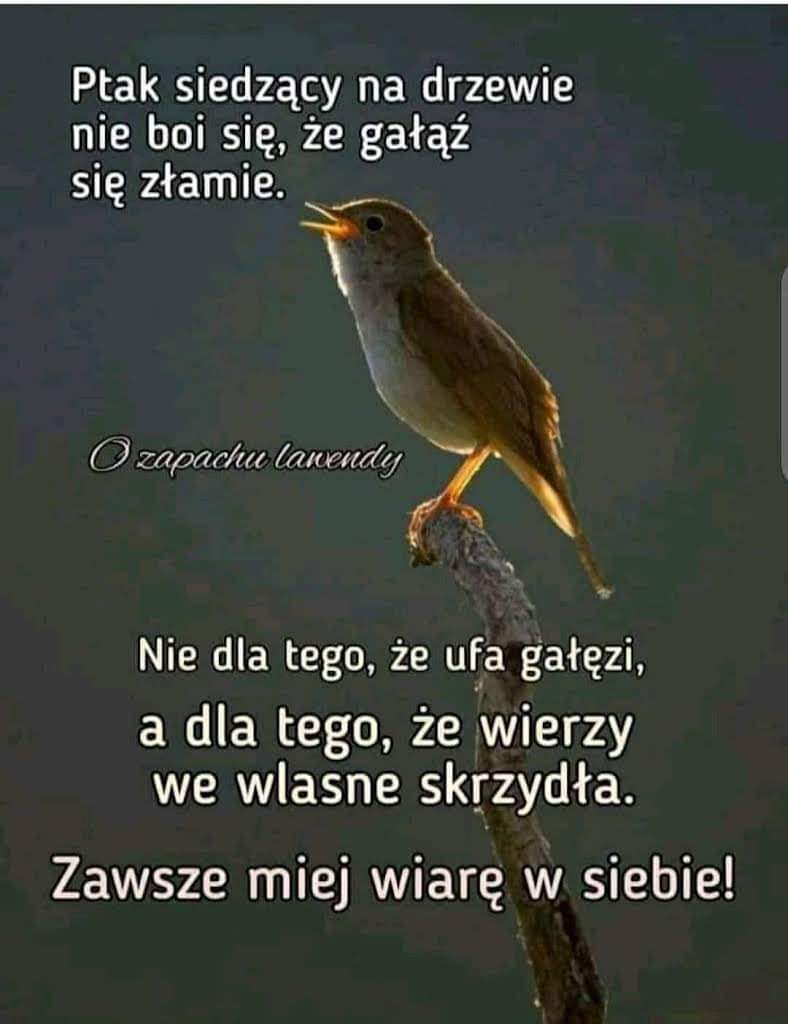 Ptak siedzący na drzewie
nie boi się, że gałąź
się złamie.
O zapachu lawendy
Nie dla tego, że ufa gałęzi,
a dla tego, że wierzy
we wlasne skrzydła.
Zawsze miej wiarę w siebie!